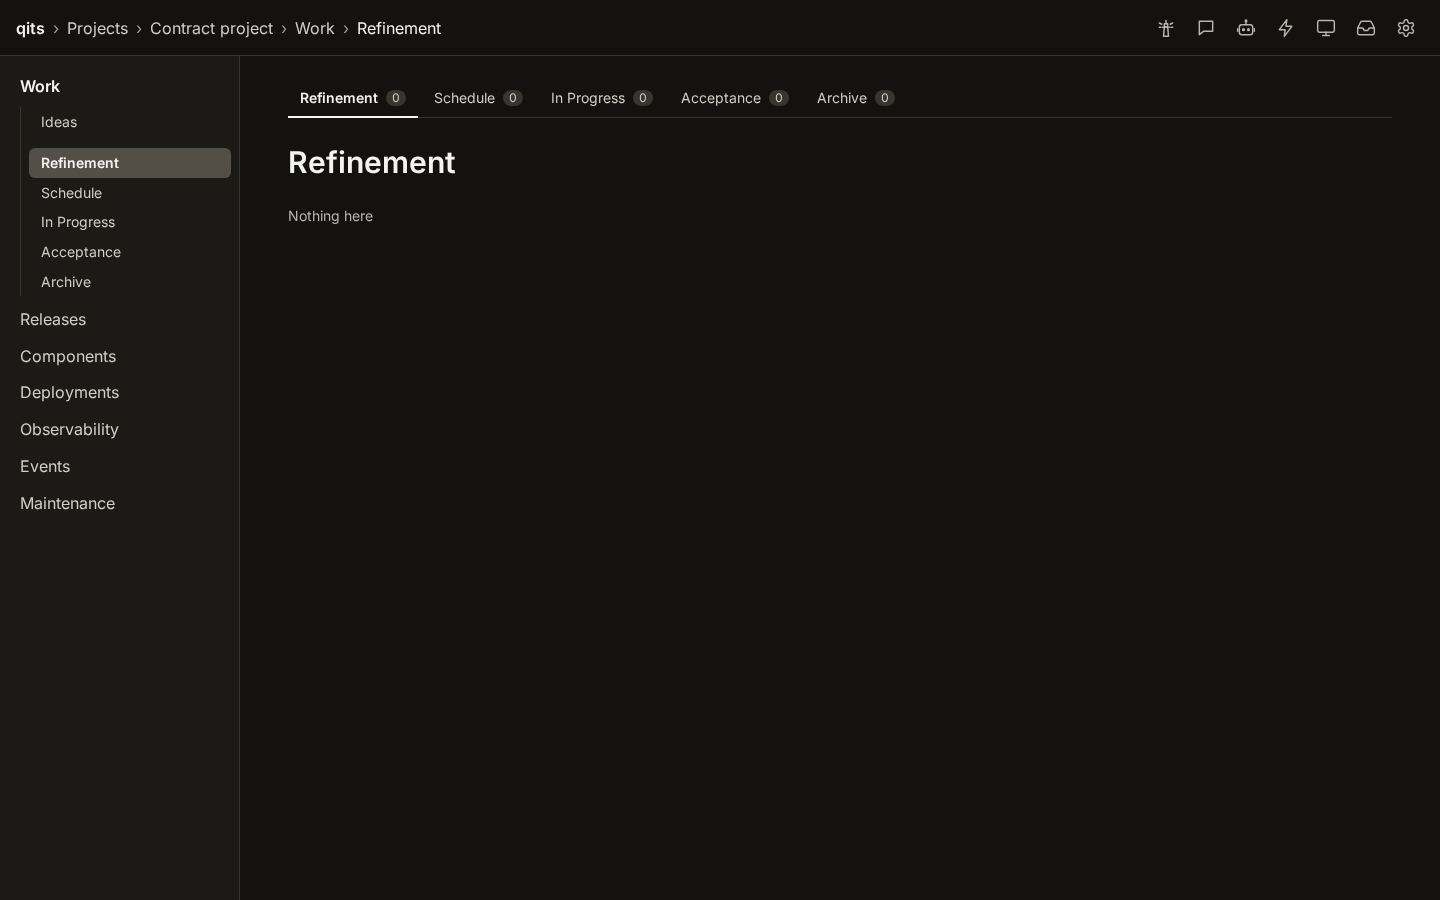 qits › Projects › Contract project › Work › Refinement
Work
Ideas
Refinement
Schedule
In Progress
Acceptance
Archive
Releases
Components
Deployments
Observability
Events
Maintenance
Refinement 0 Schedule 0 In Progress 0 Acceptance 0 Archive 0
Refinement
Nothing here